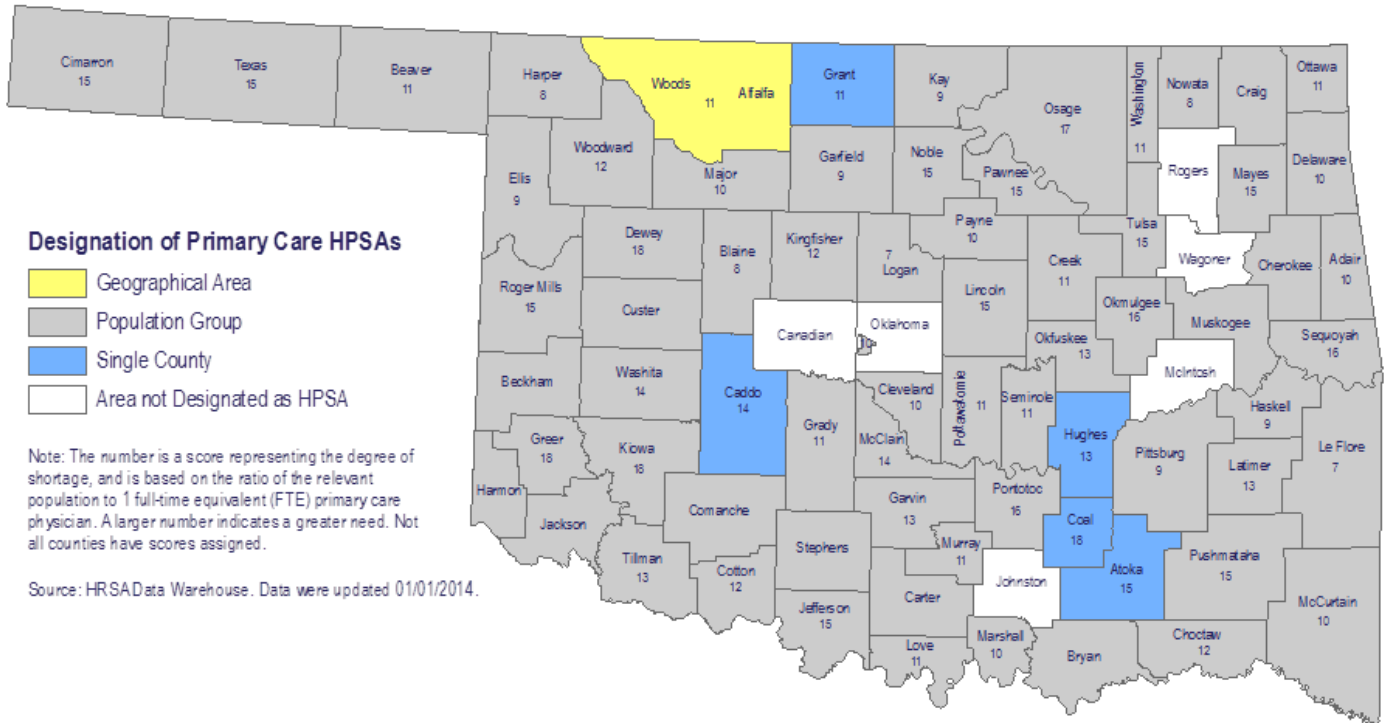 Cimarron
15
Texas
15
Beaver
11
Harper
8
Woods
11
Alfalfa
Grant
11
Kay
9
Osage
17
Washington
11
Nowata
8
Craig
Ottawa
11
Ellis
9
Woodward
12
Major
10
Garfield
9
Noble
15
Pawnee
15
Rogers
Mayes
15
Delaware
10
Dewey
18
Blaine
8
Kingfisher
12
7
Logan
Payne
10
Creek
11
Tulsa
15
Wagoner
Cherokee
Adair
10
Designation of Primary Care HPSAs
Geographical Area
Population Group
Single County
Area not Designated as HPSA
Roger Mills
15
Custer
Canadian
Oklahoma
Lincoln
15
Okmulgee
16
Muskogee
Okfuskee
13
Sequoyah
16
McIntosh
Beckham
Washita
14
Caddo
14
Grady
11
Cleveland
10
McClain
14
Pottawatomie
11
Seminole
11
Hughes
13
Pittsburg
9
Haskell
9
Latimer
13
Le Flore
7
Greer
18
Kiowa
18
Harmon
Jackson
Comanche
Garvin
13
Pontotoc
16
Coal
18
Tillman
13
Cotton
12
Stephens
Murray
11
Johnston
Atoka
15
Pushmataha
15
McCurtain
10
Jefferson
15
Carter
Love
11
Marshall
10
Bryan
Choctaw
12
Note: The number is a score representing the degree of
shortage, and is based on the ratio of the relevant
population to 1 full-time equivalent (FTE) primary care
physician. A larger number indicates a greater need. Not
all counties have scores assigned.
Source: HRSA Data Warehouse. Data were updated 01/01/2014.